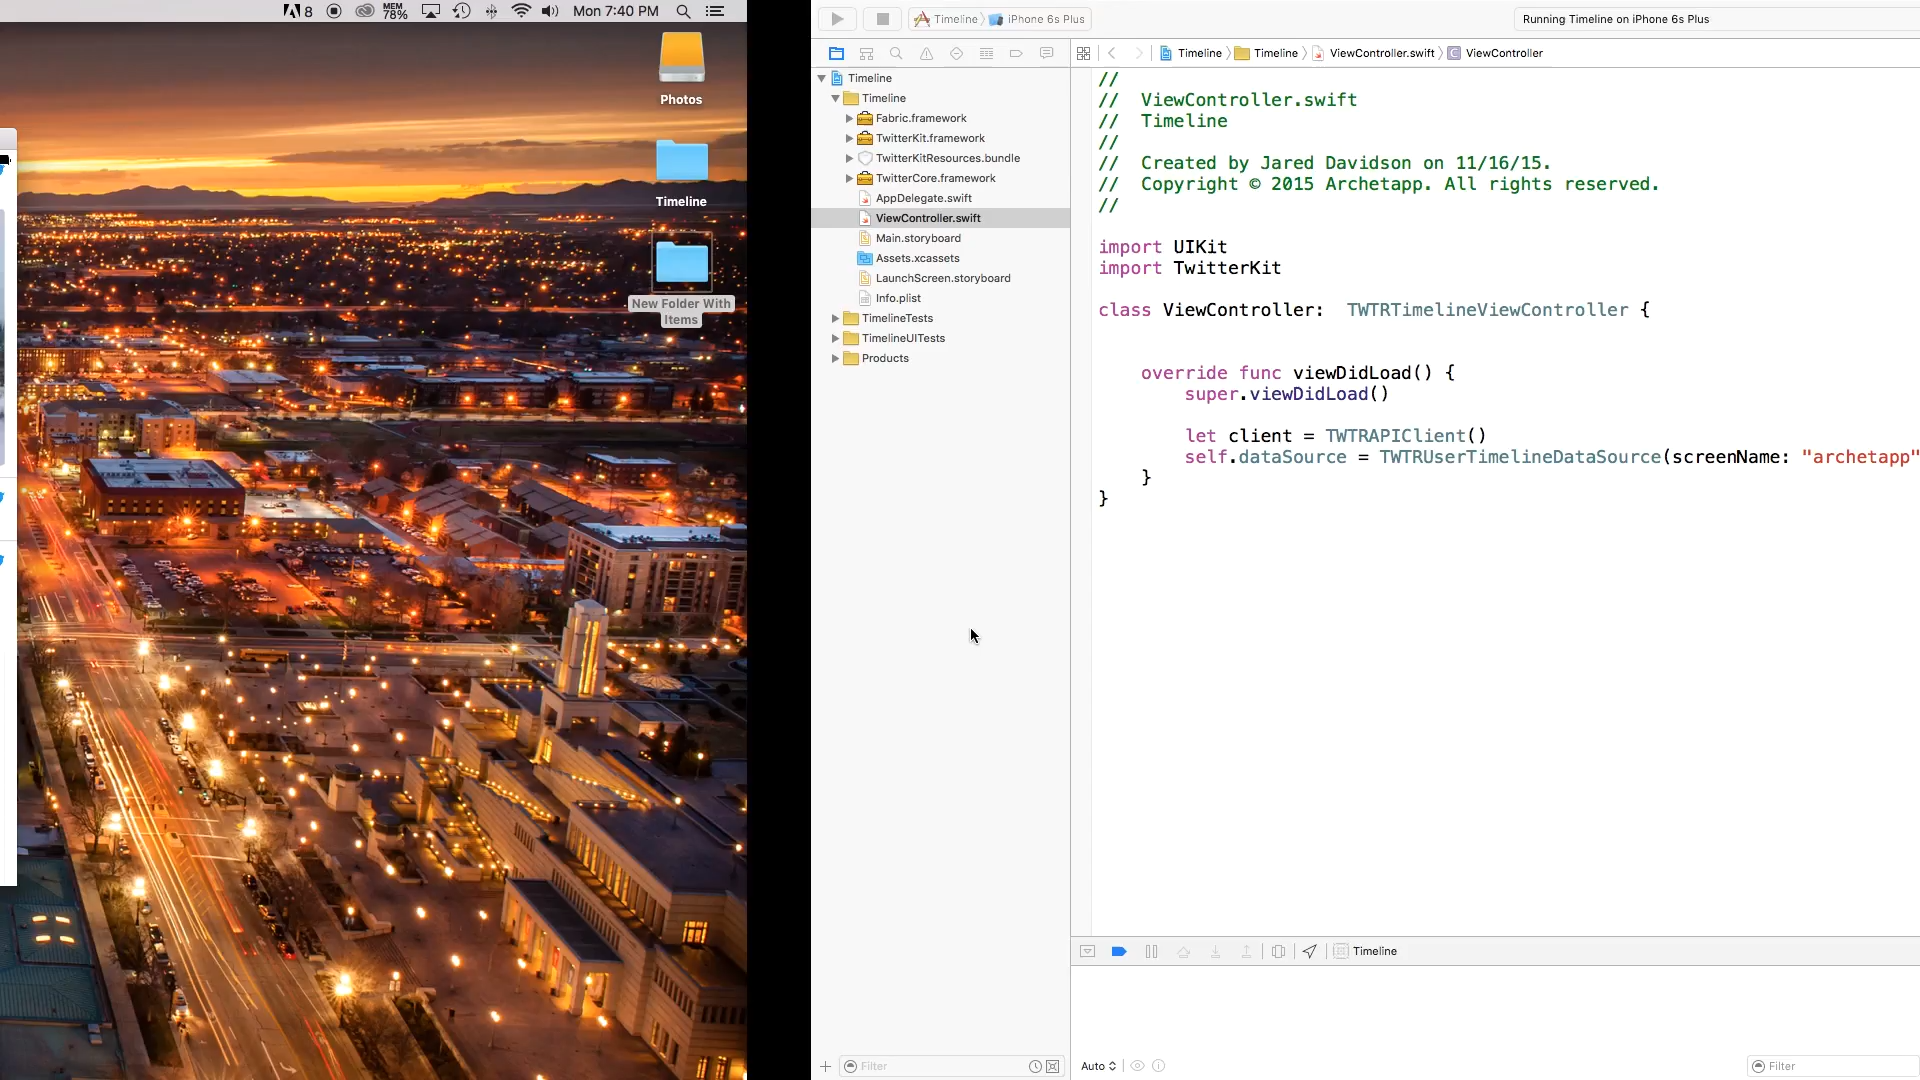 8
MEM
78%
Mon 7:40 PM
Photos
Timeline
New Folder With
Items
Timeline
iPhone 6s Plus
Running Timeline on iPhone 6s Plus
Timeline
Timeline
ViewController.swift
C ViewController
Timeline
Timeline
Fabric.framework
TwitterKit.framework
TwitterKitResources.bundle
TwitterCore.framework
AppDelegate.swift
ViewController.swift
Main.storyboard
Assets.xcassets
LaunchScreen.storyboard
Info.plist
TimelineTests
TimelineUITests
Products
//
// ViewController.swift
// Timeline
//
// Created by Jared Davidson on 11/16/15.
// Copyright © 2015 Archetapp. All rights reserved.
//
import UIKit
import TwitterKit
class ViewController: TWTRTimelineViewController {
override func viewDidLoad() {
super.viewDidLoad()
let client = TWTRAPIClient()
self.dataSource = TWTRUserTimelineDataSource(screenName: "archetapp"
}
}
Timeline
Filter
Auto
Filter